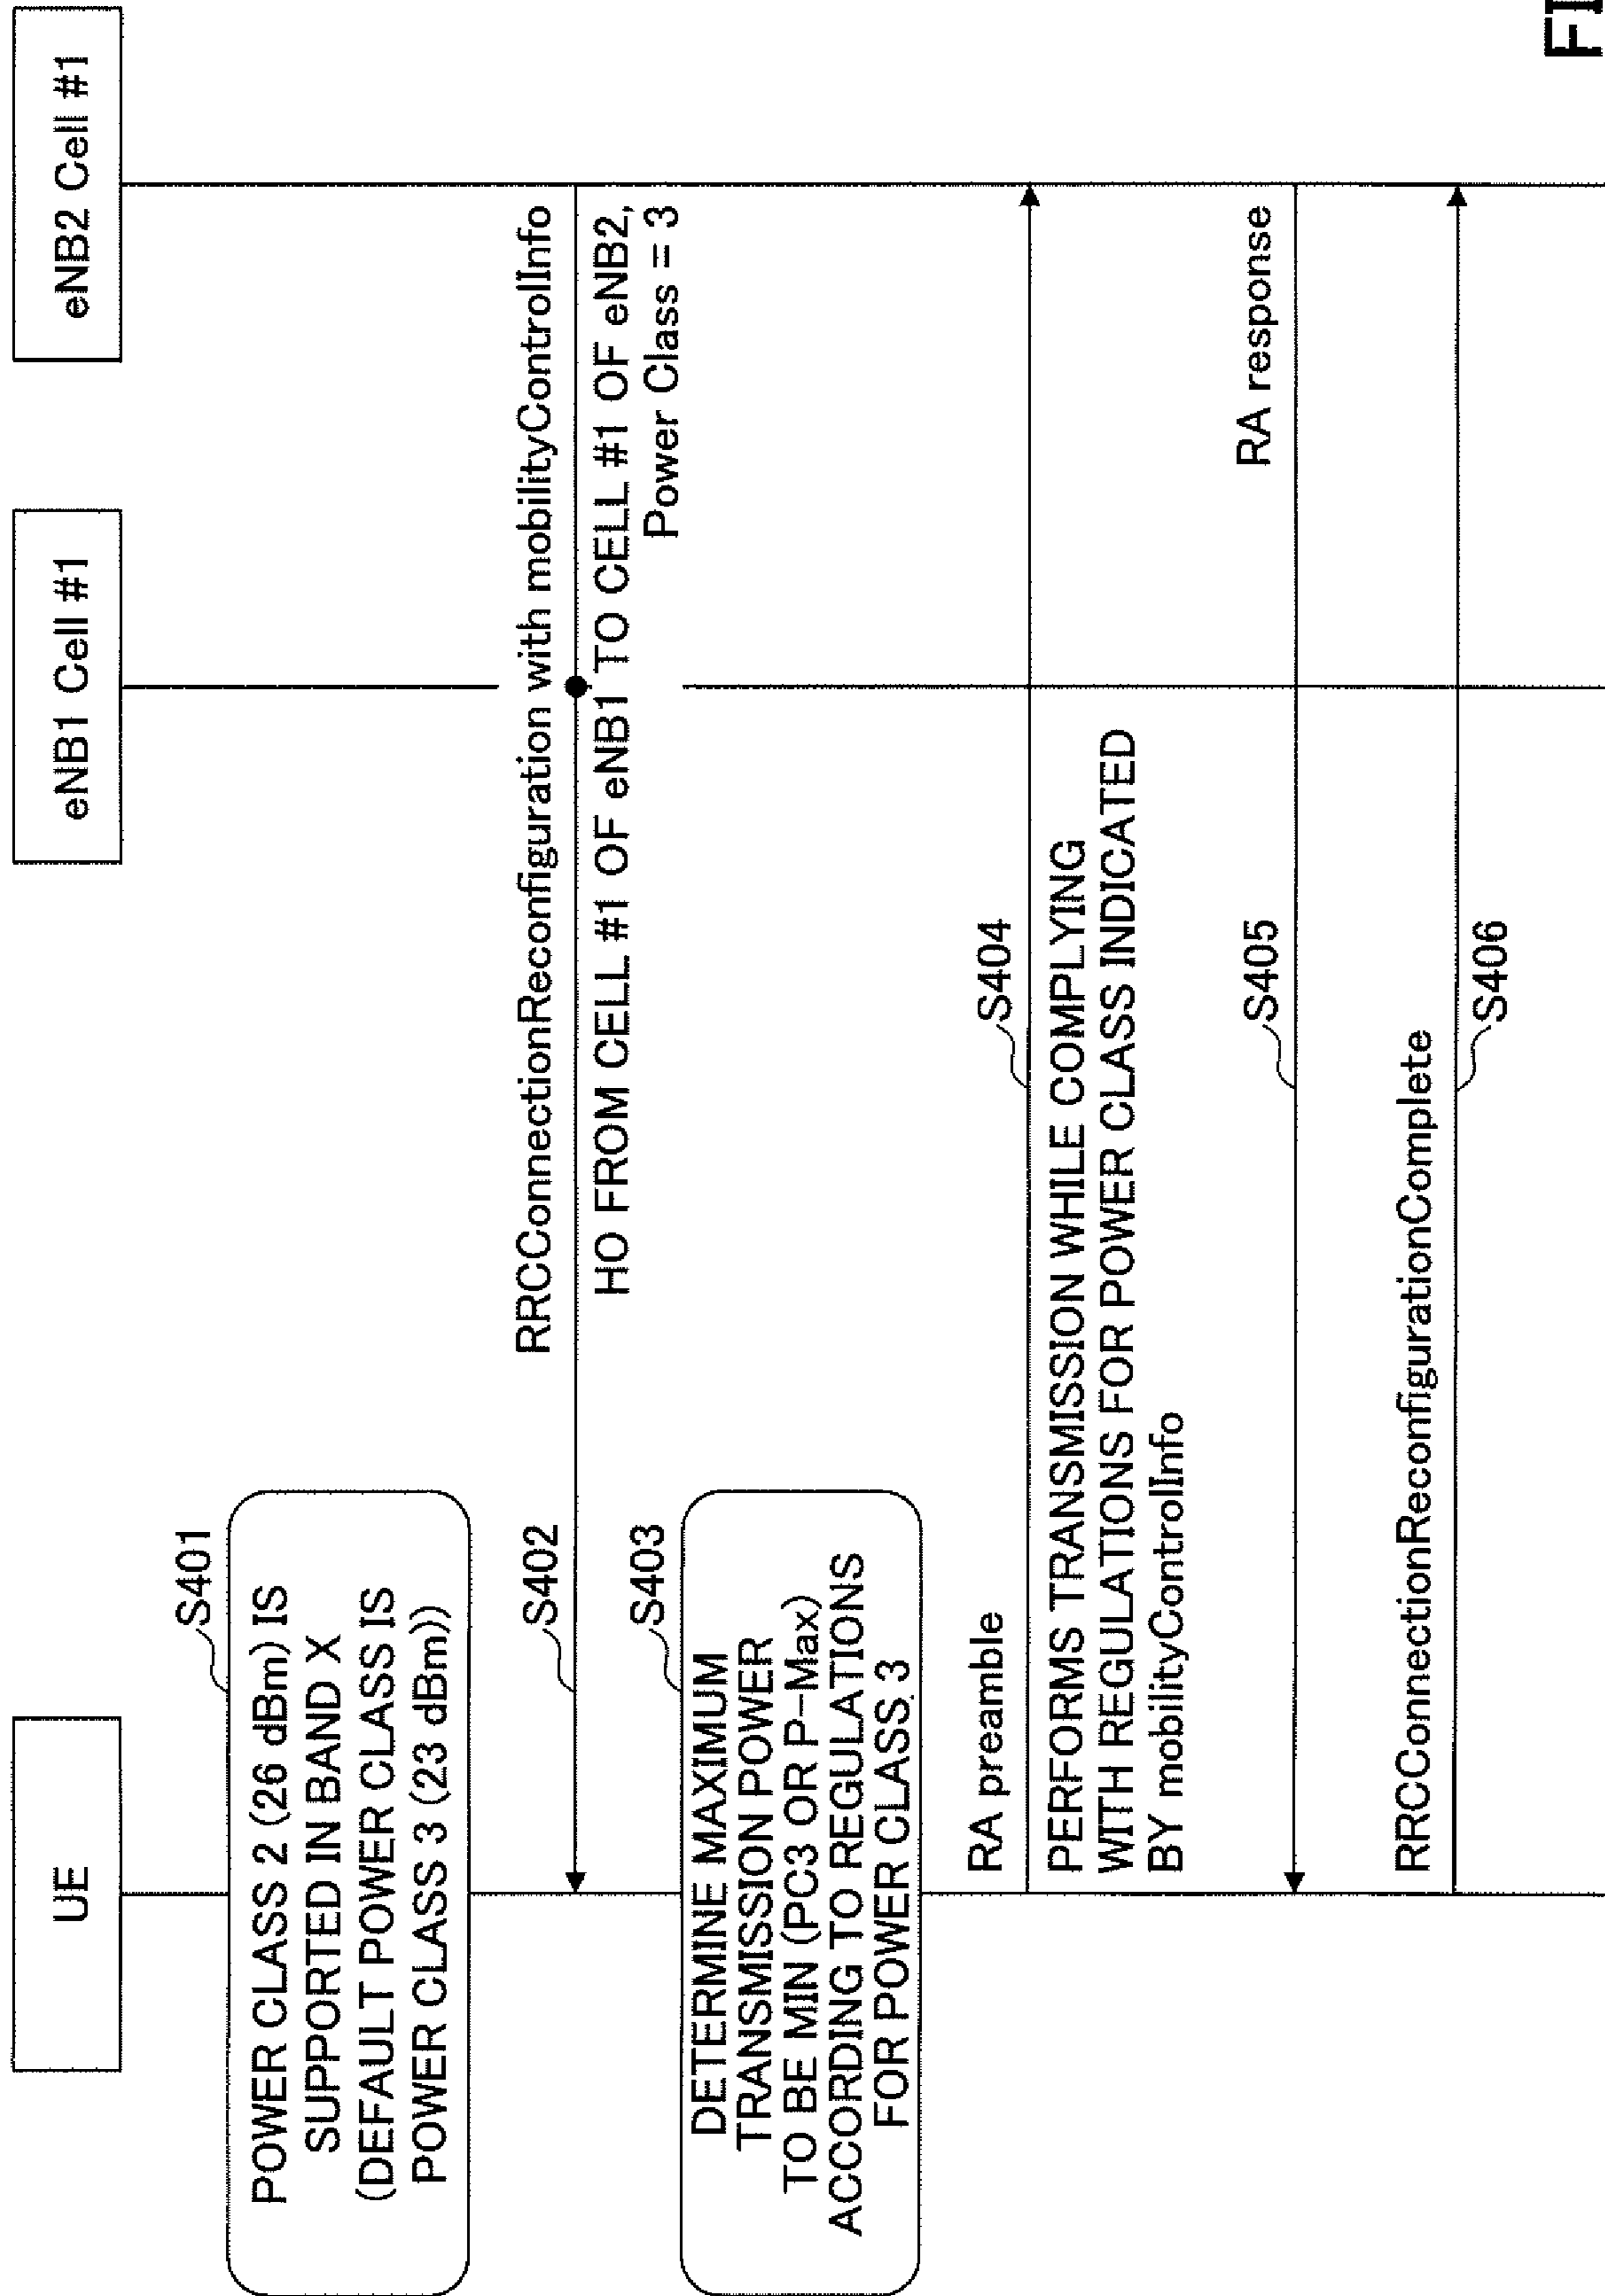 UE
eNB1 Cell #1
eNB2 Cell #1
S401
POWER CLASS 2 (26 dBm) IS
SUPPORTED IN BAND X
(DEFAULT POWER CLASS IS
POWER CLASS 3 (23 dBm))
S402
RRCConnectionReconfiguration with mobilityControlInfo
HO FROM CELL #1 OF eNB1 TO CELL #1 OF eNB2,
Power Class = 3
S403
DETERMINE MAXIMUM
TRANSMISSION POWER
TO BE MIN (PC3 OR P-Max)
ACCORDING TO REGULATIONS
FOR POWER CLASS 3
RA preamble
S404
PERFORMS TRANSMISSION WHILE COMPLYING
WITH REGULATIONS FOR POWER CLASS INDICATED
BY mobilityControlInfo
S405
RA response
RRCConnectionReconfigurationComplete
S406